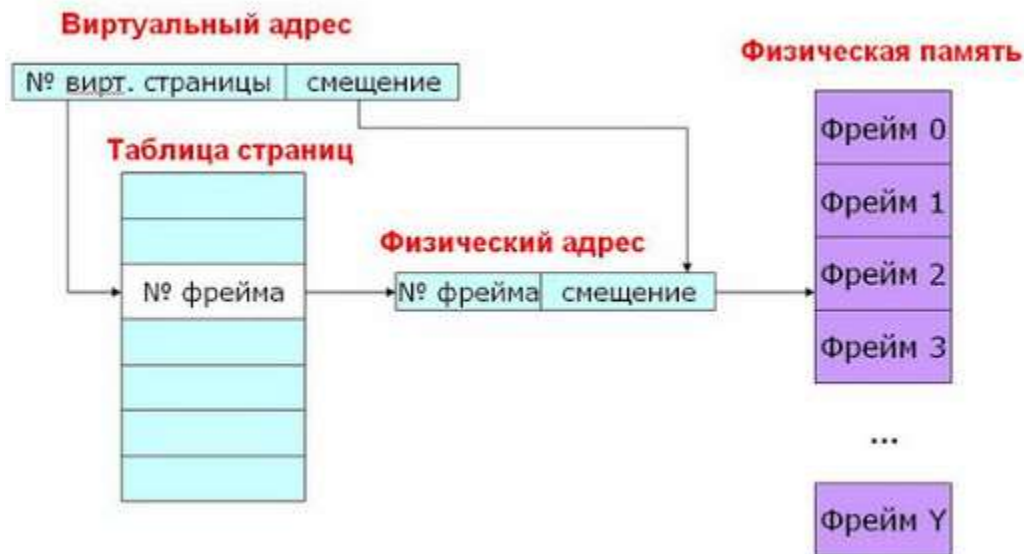 Виртуальный адрес
Физическая память
№ вирт. страницы
смещение
Таблица страниц
№ фрейма
Физический адрес
№ фрейма
смещение
Фрейм 0
Фрейм 1
Фрейм 2
Фрейм 3
...
Фрейм Y